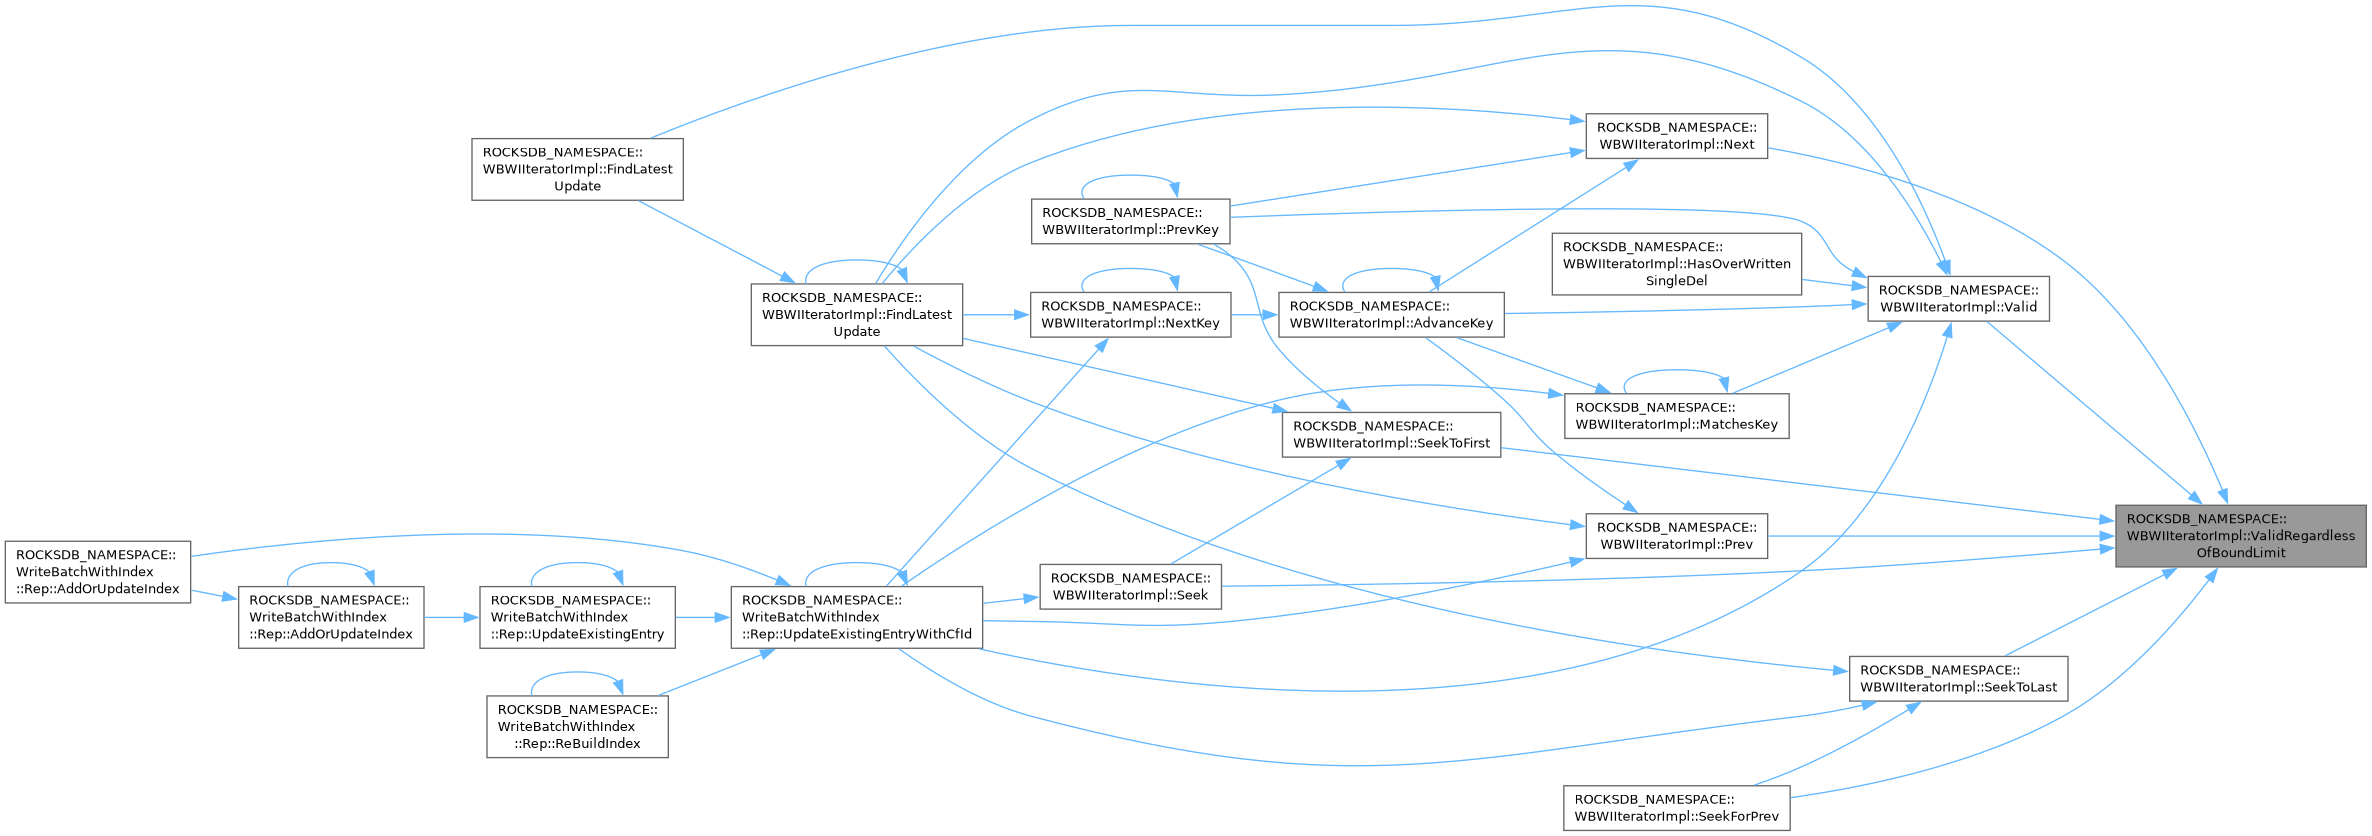 ROCKSDB_NAMESPACE::
WBWIIteratorImpl::FindLatest
Update
ROCKSDB_NAMESPACE::
WBWIIteratorImpl::Next
ROCKSDB_NAMESPACE::
WBWIIteratorImpl::PrevKey
ROCKSDB_NAMESPACE::
WBWIIteratorImpl::HasOverWritten
SingleDel
ROCKSDB_NAMESPACE::
WBWIIteratorImpl::Valid
ROCKSDB_NAMESPACE::
WBWIIteratorImpl::FindLatest
Update
ROCKSDB_NAMESPACE::
WBWIIteratorImpl::NextKey
ROCKSDB_NAMESPACE::
WBWIIteratorImpl::AdvanceKey
ROCKSDB_NAMESPACE::
WBWIIteratorImpl::MatchesKey
ROCKSDB_NAMESPACE::
WBWIIteratorImpl::SeekToFirst
ROCKSDB_NAMESPACE::
WBWIIteratorImpl::ValidRegardless
OfBoundLimit
ROCKSDB_NAMESPACE::
WBWIIteratorImpl::Prev
ROCKSDB_NAMESPACE::
WriteBatchWithIndex
::Rep::AddOrUpdateIndex
ROCKSDB_NAMESPACE::
WriteBatchWithIndex
::Rep::AddOrUpdateIndex
ROCKSDB_NAMESPACE::
WriteBatchWithIndex
::Rep::UpdateExistingEntry
ROCKSDB_NAMESPACE::
WriteBatchWithIndex
::Rep::UpdateExistingEntryWithCfId
ROCKSDB_NAMESPACE::
WBWIIteratorImpl::Seek
ROCKSDB_NAMESPACE::
WBWIIteratorImpl::SeekToLast
ROCKSDB_NAMESPACE::
WriteBatchWithIndex
::Rep::ReBuildIndex
ROCKSDB_NAMESPACE::
WBWIIteratorImpl::SeekForPrev